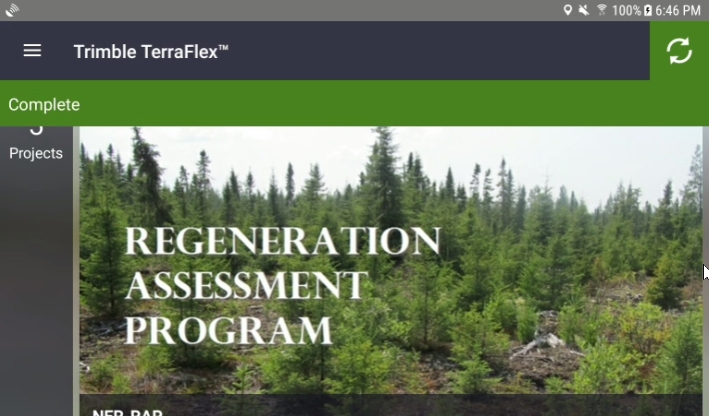 100% 6:46 PM
Trimble TerraFlex™
Complete
Projects
REGENERATION
ASSESSMENT
PROGRAM